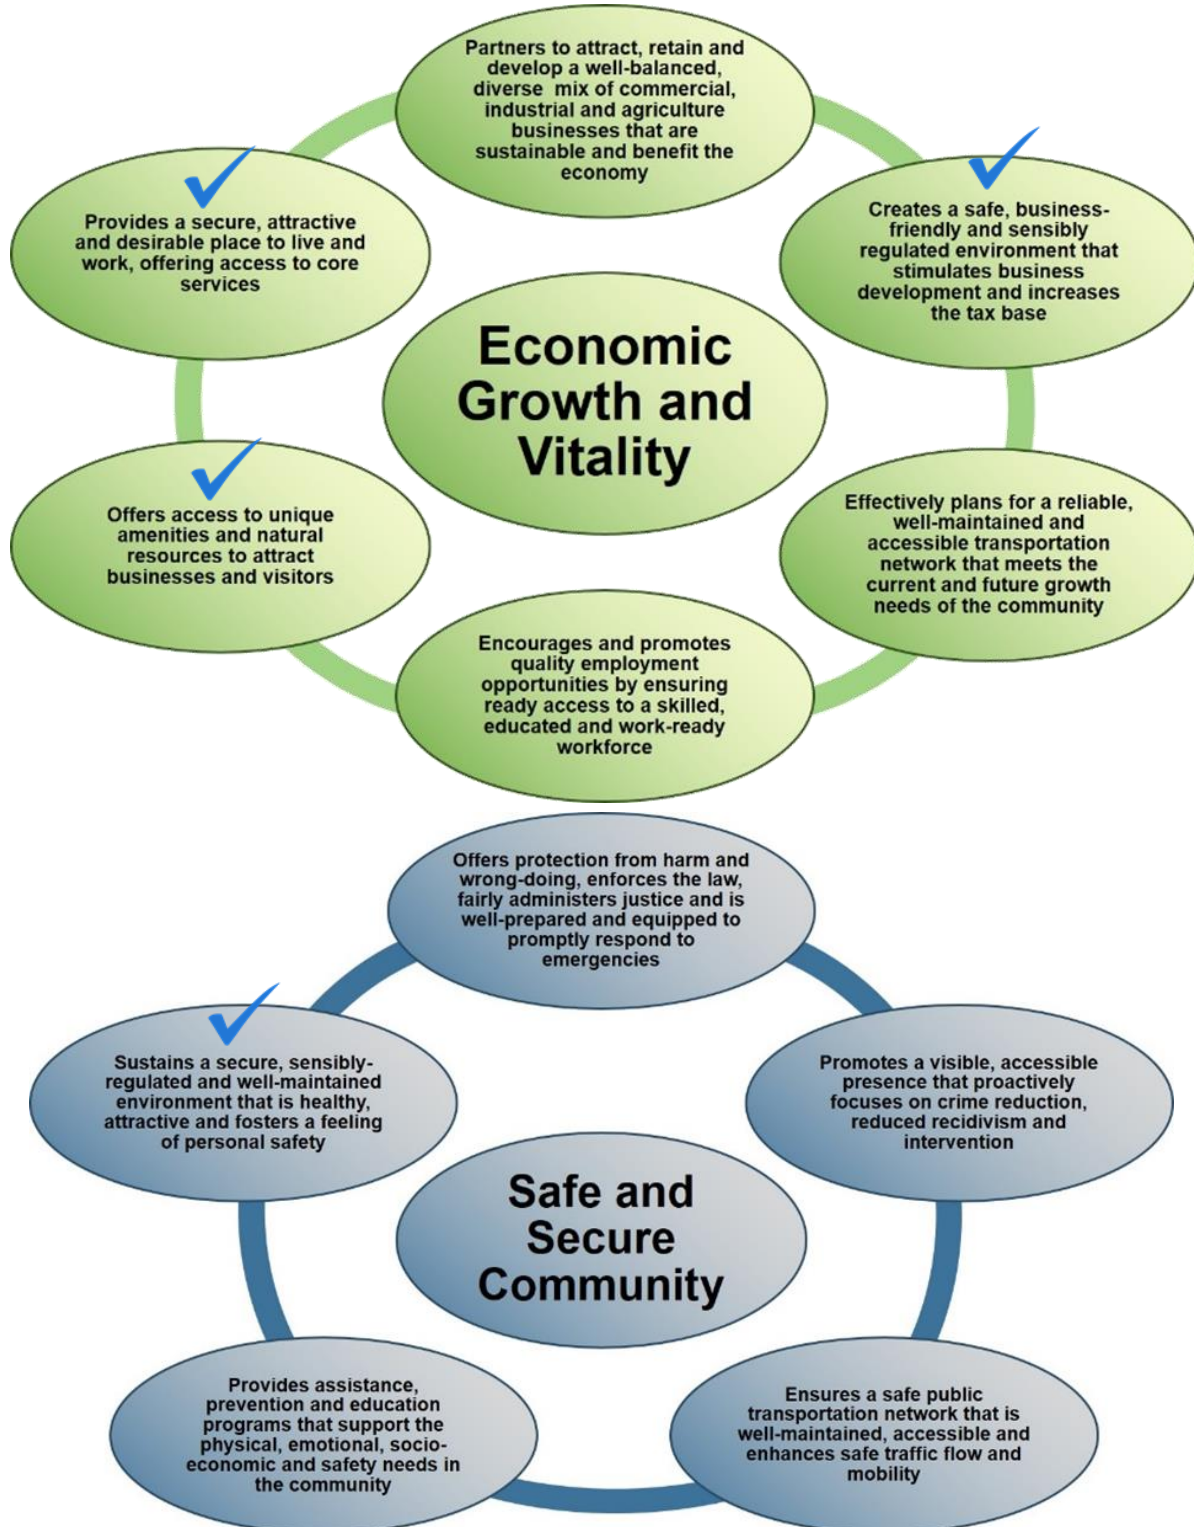 Partners to attract, retain and
develop a well-balanced,
diverse mix of commercial,
industrial and agriculture
businesses that are
sustainable and benefit the
economy
Provides a secure, attractive
and desirable place to live and
work, offering access to core
services
Creates a safe, business-
friendly and sensibly
regulated environment that
stimulates business
development and increases
the tax base
Economic
Growth and
Vitality
Offers access to unique
amenities and natural
resources to attract
businesses and visitors
Effectively plans for a reliable,
well-maintained and
accessible transportation
network that meets the
current and future growth
needs of the community
Encourages and promotes
quality employment
opportunities by ensuring
ready access to a skilled,
educated and work-ready
workforce
Offers protection from harm and
wrong-doing, enforces the law,
fairly administers justice and is
well-prepared and equipped to
promptly respond to
emergencies
Sustains a secure, sensibly-
regulated and well-maintained
environment that is healthy,
attractive and fosters a feeling
of personal safety
Promotes a visible, accessible
presence that proactively
focuses on crime reduction,
reduced recidivism and
intervention
Safe and
Secure
Community
Provides assistance,
prevention and education
programs that support the
physical, emotional, socio-
economic and safety needs in
the community
Ensures a safe public
transportation network that is
well-maintained, accessible and
enhances safe traffic flow and
mobility